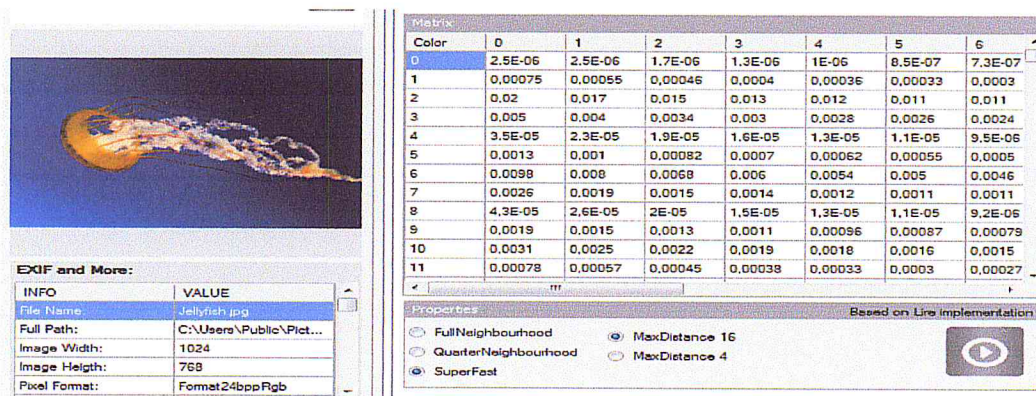 Matrix
Color 0 1 2 3 4 5 6
0 2.5E-06 2.5E-06 1.7E-06 1.3E-06 1E-06 8.5E-07 7.3E-07
1 0,00075 0,00055 0,00046 0,0004 0,00036 0,00033 0,0003
2 0,02 0,017 0,015 0,013 0,012 0,011 0,011
3 0,005 0,004 0,0034 0,003 0,0028 0,0026 0,0024
4 3.5E-05 2.3E-05 1.9E-05 1.6E-05 1.3E-05 1.1E-05 9.5E-06
5 0,0013 0,001 0,00082 0,0007 0,00062 0,00055 0,0005
6 0,0098 0,008 0,0068 0,006 0,0054 0,005 0,0046
7 0,0026 0,0019 0,0015 0,0014 0,0012 0,0011 0,0011
8 4,3E-05 2,6E-05 2E-05 1,5E-05 1,3E-05 1,1E-05 9,2E-06
9 0,0019 0,0015 0,0013 0,0011 0,00096 0,00087 0,00079
10 0,0031 0,0025 0,0022 0,0019 0,0018 0,0016 0,0015
11 0,00078 0,00057 0,00045 0,00038 0,00033 0,0003 0,00027
EXIF and More:
INFO VALUE
File Name: Jellyfish.jpg
Full Path: C:\Users\Public\Pict...
Image Width: 1024
Image Heigth: 768
Pixel Format: Format24bppRgb
Properties Based on Lire implementation
FullNeighbourhood MaxDistance 16
QuarterNeighbourhood MaxDistance 4
SuperFast